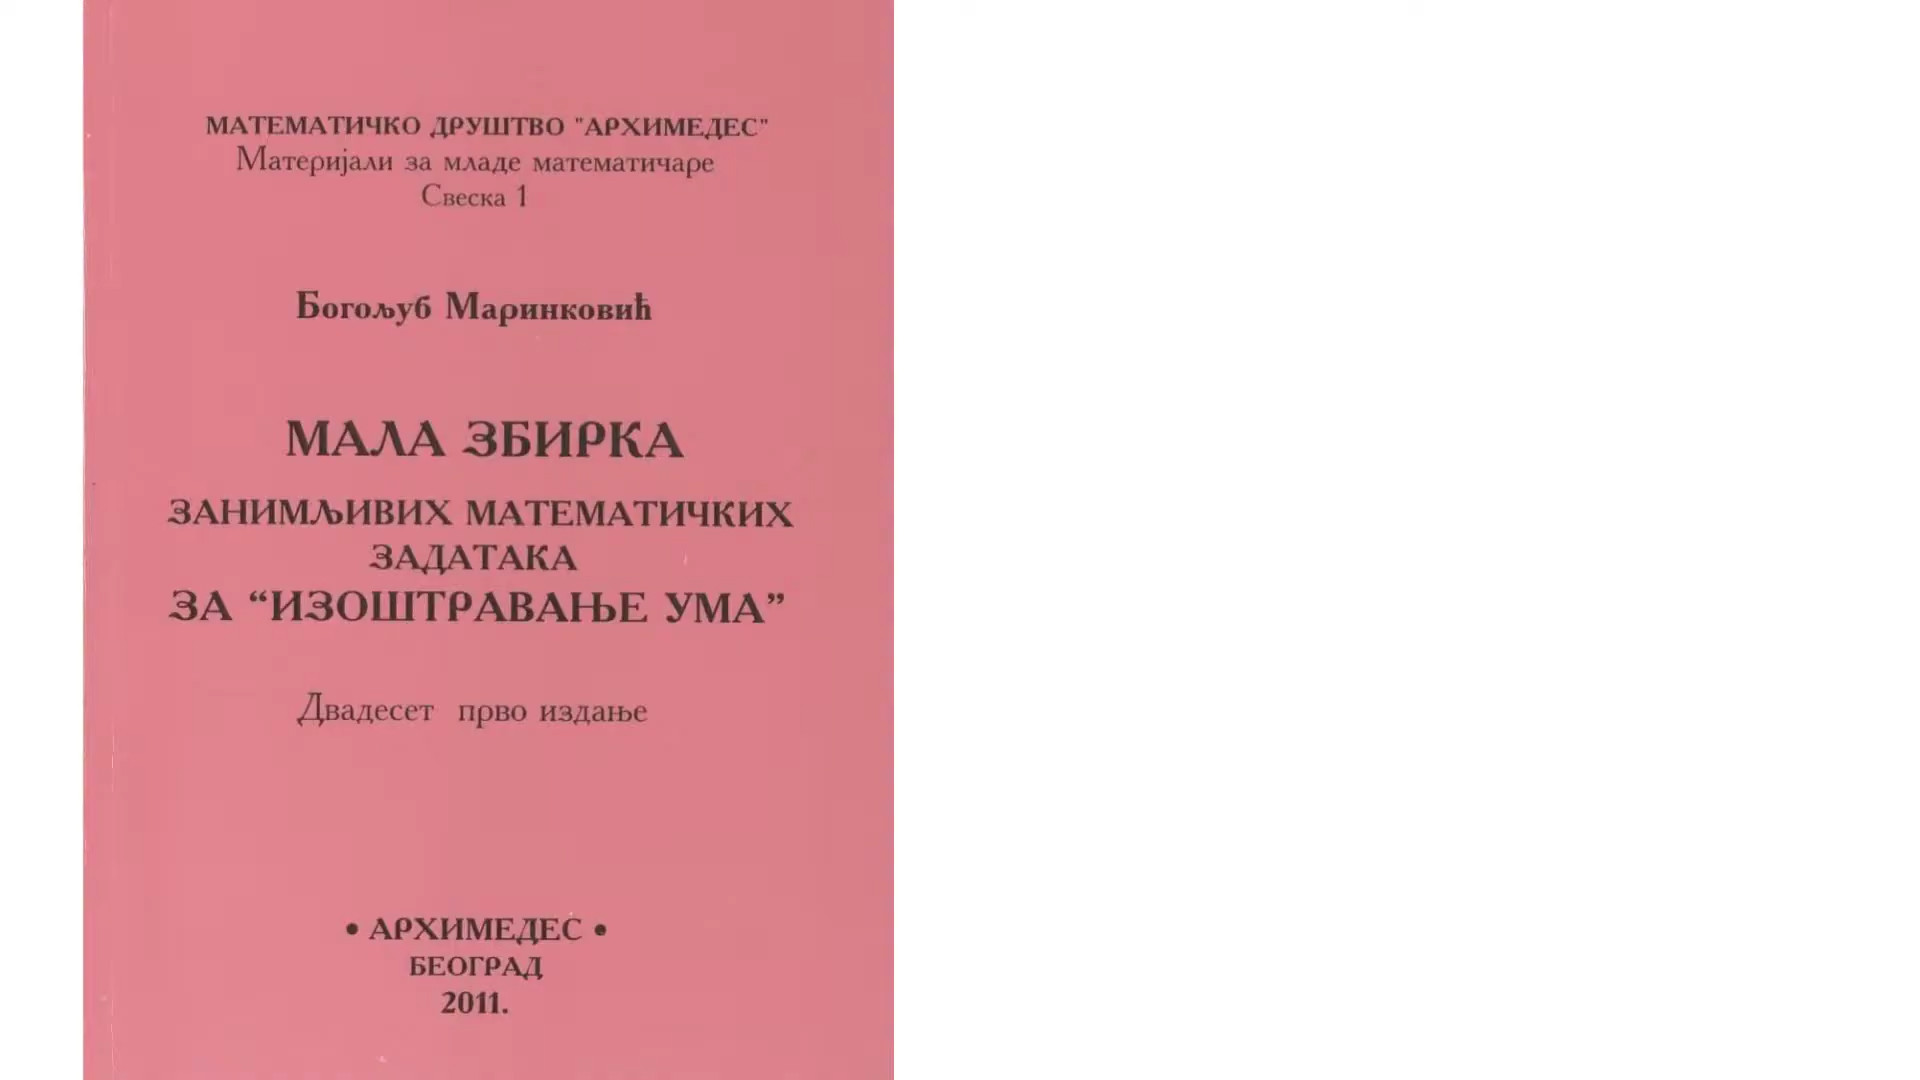 МАТЕМАТИЧКО ДРУШТВО "АРХИМЕДЕС"
Материјали за младе математичаре
Свеска 1
Богољуб Маринковић
МАЛА ЗБИРКА
ЗАНИМЉИВИХ МАТЕМАТИЧКИХ
ЗАДАТАКА
ЗА “ИЗОШТРАВАЊЕ УМА”
Двадесет прво издање
• АРХИМЕДЕС •
БЕОГРАД
2011.